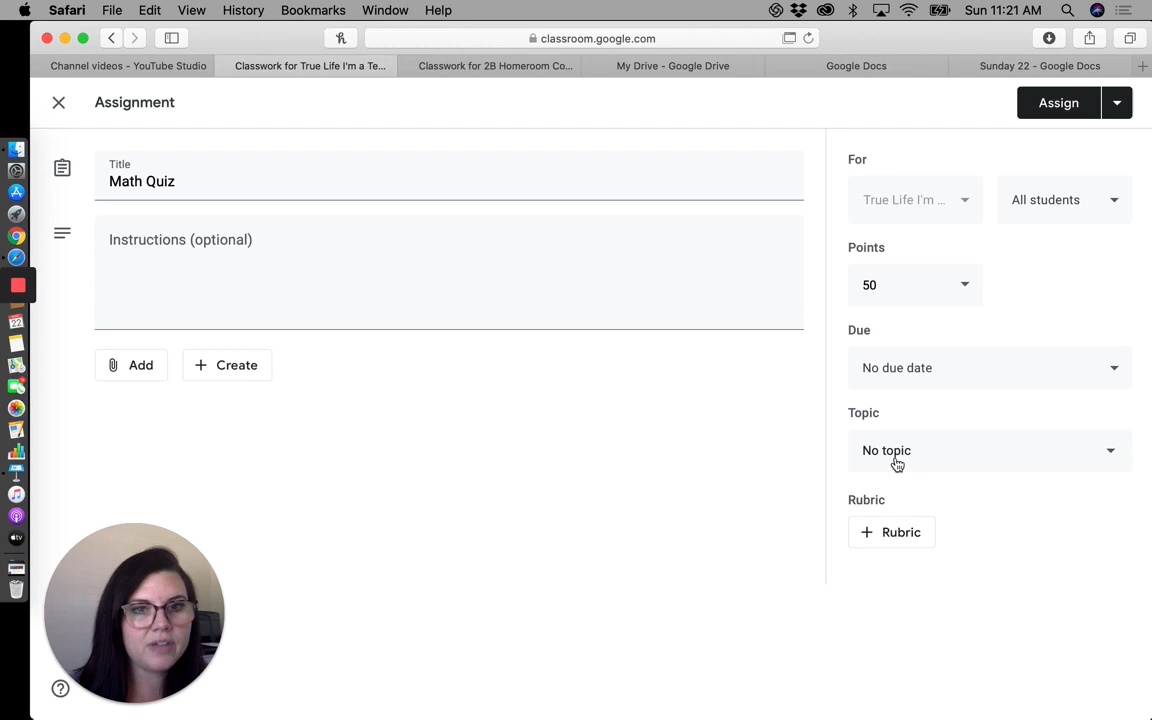 Safari File Edit View History Bookmarks Window Help Sun 11:21 AM
classroom.google.com
Channel videos - YouTube Studio Classwork for True Life I'm a Te... Classwork for 2B Homeroom Co... My Drive - Google Drive Google Docs Sunday 22 - Google Docs
Assignment Assign
For
Title
Math Quiz
True Life I'm ... All students
Instructions (optional)
Points
50
Due
Add + Create No due date
Topic
No topic
Rubric
+ Rubric
22
tv